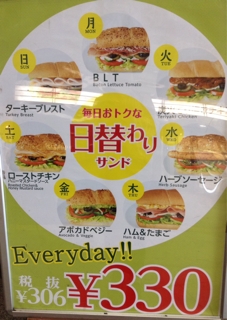 月
MON
BLT
Bacon Lettuce Tomato
日
SUN
火
TUE
ターキーブレスト
Turkey Breast
毎日おトクな
日替わり
サンド
土
水
WED
ローストチキン
ハーブソーセージ
Herb Sausage
金
FRI
木
アボカドベジー
Avocado & Veggie
ハム&たまご
Ham & Egg
Everyday!!
税抜
¥306
¥330